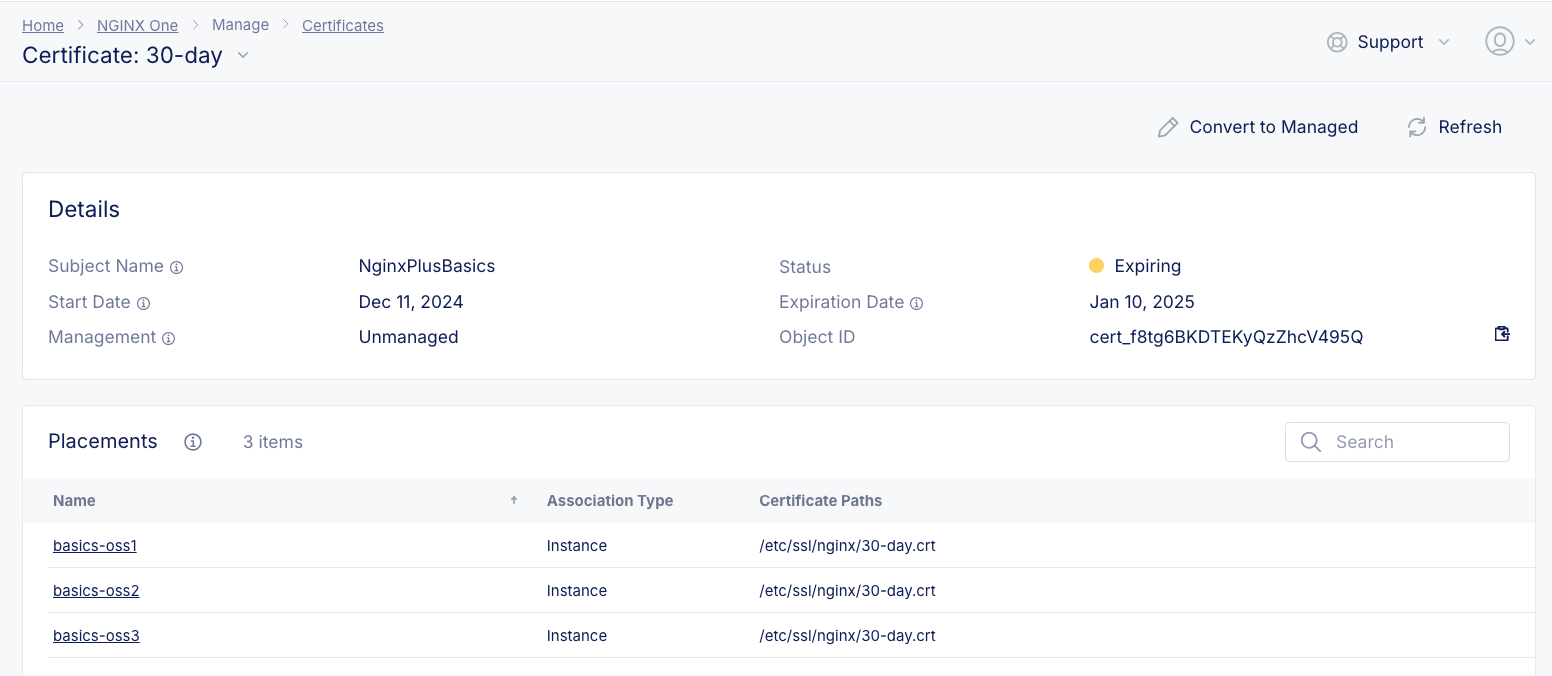 Home > NGINX One > Manage > Certificates
Certificate: 30-day
Support
Convert to Managed Refresh
Details
Subject Name NginxPlusBasics Status Expiring
Start Date Dec 11, 2024 Expiration Date Jan 10, 2025
Management Unmanaged Object ID cert_f8tg6BKDTEKyQzZhcV495Q
Placements 3 items Search
Name Association Type Certificate Paths
basics-oss1 Instance /etc/ssl/nginx/30-day.crt
basics-oss2 Instance /etc/ssl/nginx/30-day.crt
basics-oss3 Instance /etc/ssl/nginx/30-day.crt